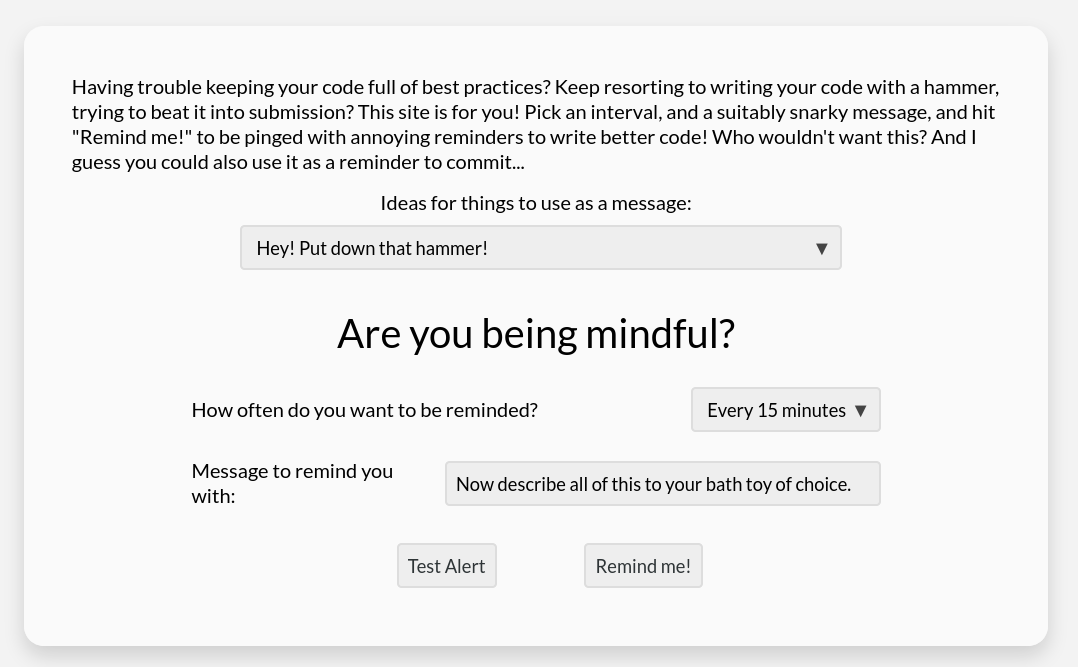 Having trouble keeping your code full of best practices? Keep resorting to writing your code with a hammer,
trying to beat it into submission? This site is for you! Pick an interval, and a suitably snarky message, and hit
"Remind me!" to be pinged with annoying reminders to write better code! Who wouldn't want this? And I
guess you could also use it as a reminder to commit...
Ideas for things to use as a message:
Hey! Put down that hammer! ▼
Are you being mindful?
How often do you want to be reminded? Every 15 minutes ▼
Message to remind you
with:
Now describe all of this to your bath toy of choice.
Test Alert Remind me!